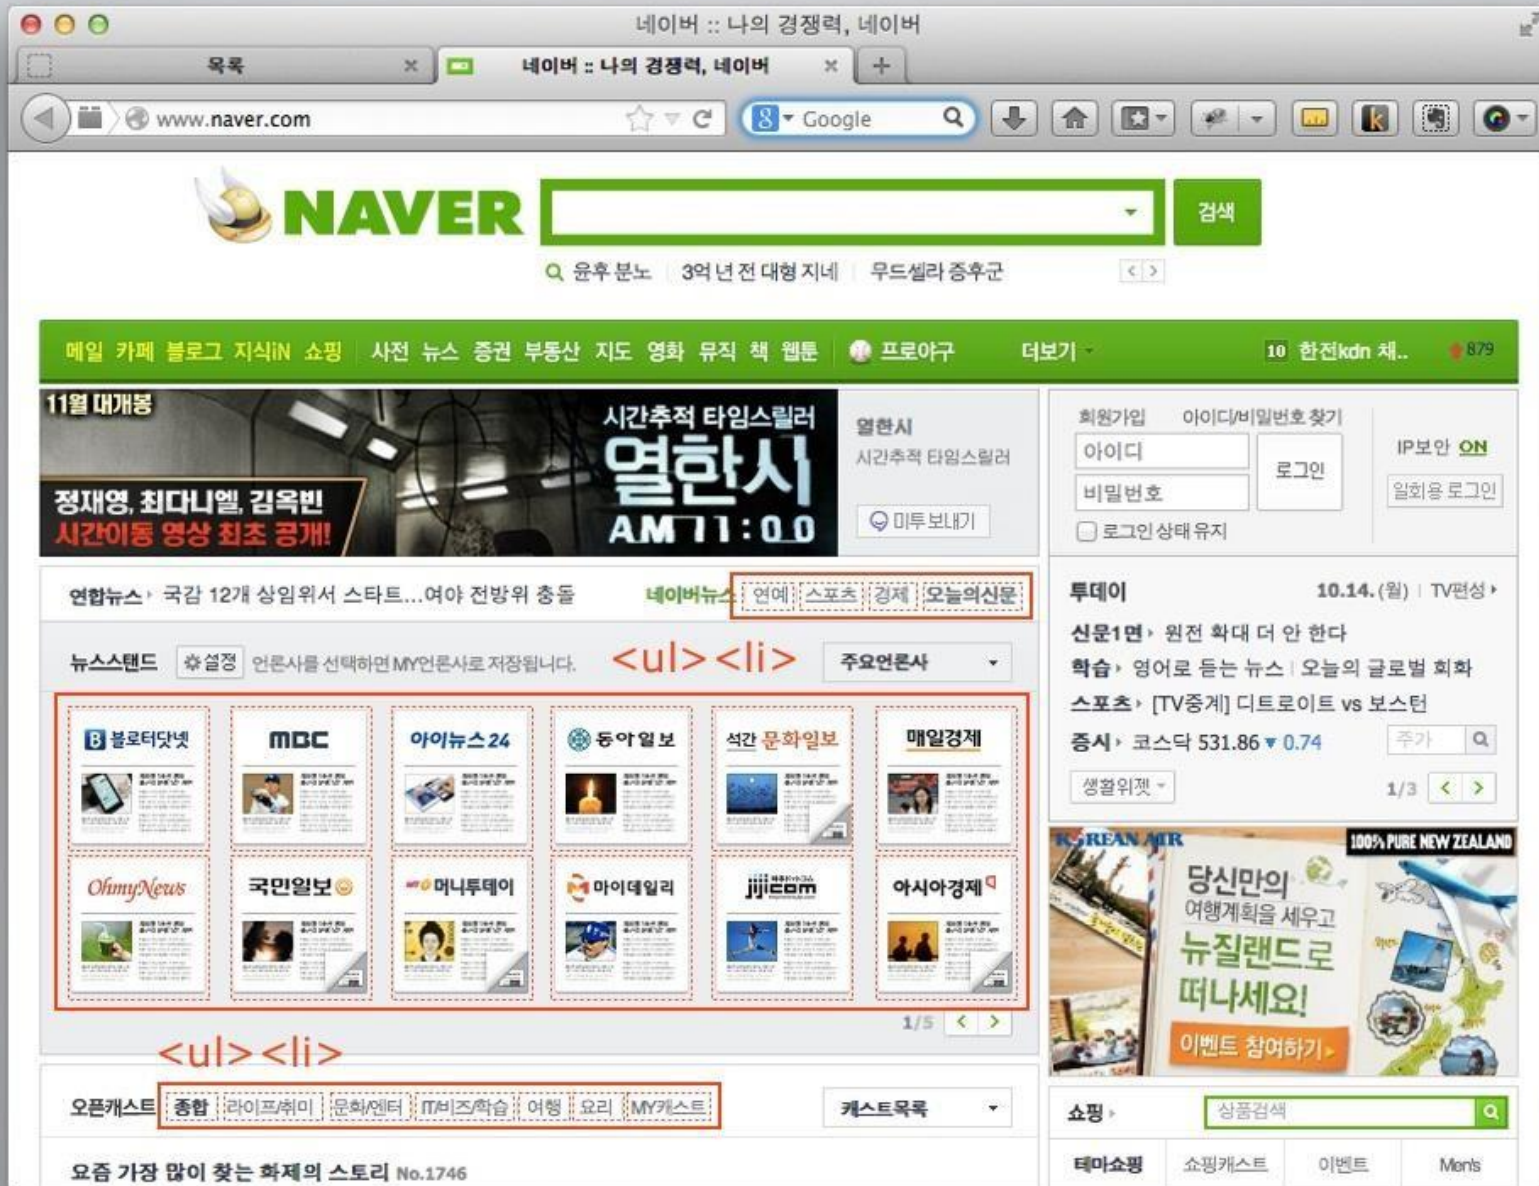 네이버 :: 나의 경쟁력, 네이버
목록
네이버 :: 나의 경쟁력, 네이버
www.naver.com
Google
NAVER
검색
윤후 분노 3억 년 전 대형 지네 무드셀라 증후군
메일 카페 블로그 지식iN 쇼핑 사전 뉴스 증권 부동산 지도 영화 뮤직 책 웹툰 프로야구 더보기 10 한전kdn 채.. 879
11월 대개봉
시간추적 타임스릴러
열한시
AM 11:00
정재영, 최다니엘, 김옥빈
시간이동 영상 최초 공개!
열한시
시간추적 타임스릴러
미투 보내기
회원가입 아이디/비밀번호 찾기
아이디
비밀번호
로그인
로그인 상태 유지
IP보안 ON
일회용 로그인
연합뉴스 국감 12개 상임위서 스타트...여야 전방위 충돌
네이버뉴스 연예 스포츠 경제 오늘의신문
뉴스스탠드 설정 언론사를 선택하면 MY언론사로 저장됩니다.
<ul><li>
주요언론사
블로터닷넷 MBC 아이뉴스24 동아일보 석간 문화일보 매일경제
OhmyNews 국민일보 머니투데이 마이데일리 jjicom 아시아경제
1/5
<ul><li>
오픈캐스트 종합 라이프/취미 문화/엔터 IT/비즈/학습 여행 요리 MY캐스트
캐스트목록
요즘 가장 많이 찾는 화제의 스토리 No.1746
투데이 10.14.(월) TV편성
신문1면 원전 확대 더 안 한다
학습 영어로 듣는 뉴스 오늘의 글로벌 회화
스포츠 [TV중계] 디트로이트 vs 보스턴
증시 코스닥 531.86 ▼ 0.74 주가
생활위젯 1/3
KOREAN AIR
100% PURE NEW ZEALAND
당신만의
여행계획을 세우고
뉴질랜드로
떠나세요!
이벤트 참여하기
쇼핑 상품검색
테마쇼핑 쇼핑캐스트 이벤트 Men's